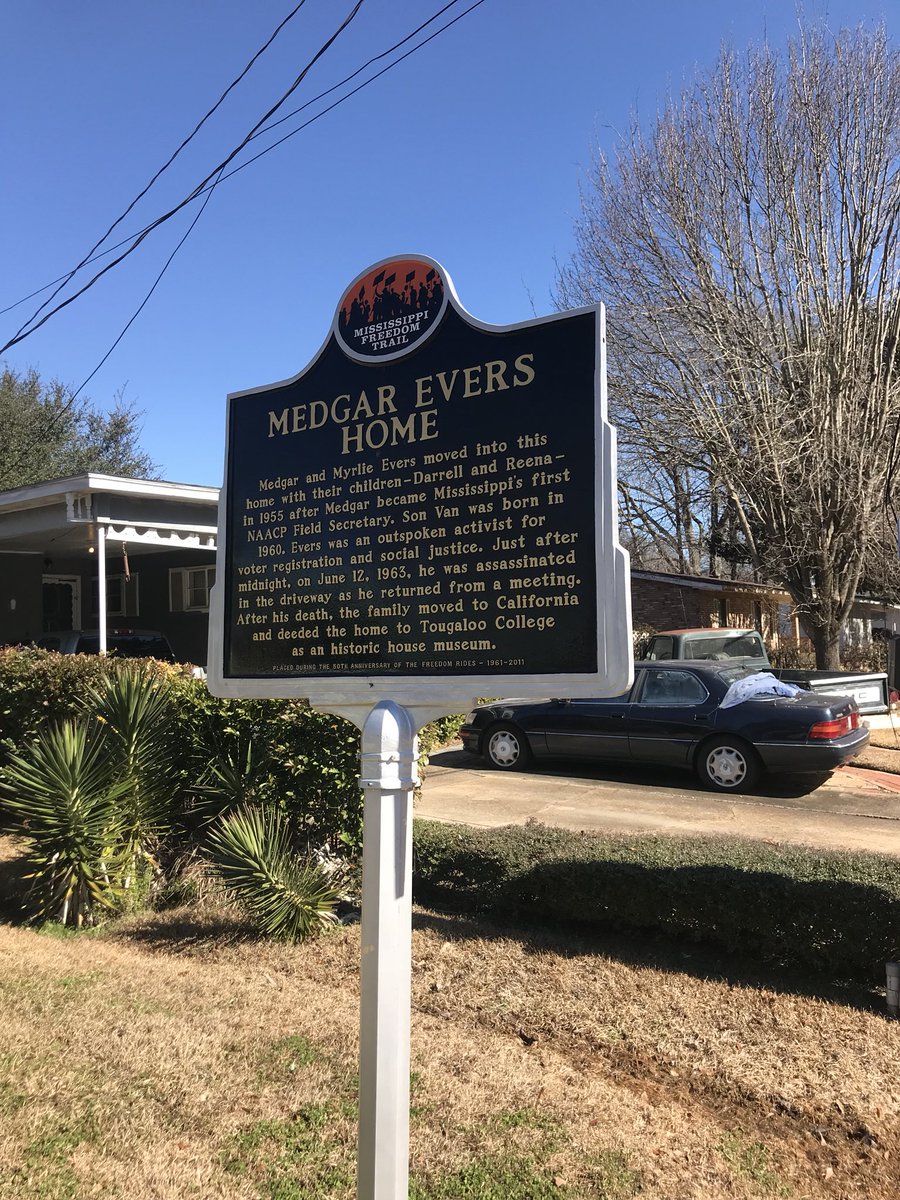 MISSISSIPPI
FREEDOM
TRAIL
MEDGAR EVERS
HOME
Medgar and Myrlie Evers moved into this
home with their children—Darrell and Reena—
in 1955 after Medgar became Mississippi's first
NAACP Field Secretary. Son Van was born in
1960. Evers was an outspoken activist for
voter registration and social justice. Just after
midnight, on June 12, 1963, he was assassinated
in the driveway as he returned from a meeting.
After his death, the family moved to California
and deeded the home to Tougaloo College
as an historic house museum.
PLACED DURING THE 50TH ANNIVERSARY OF THE FREEDOM RIDES – 1961-2011